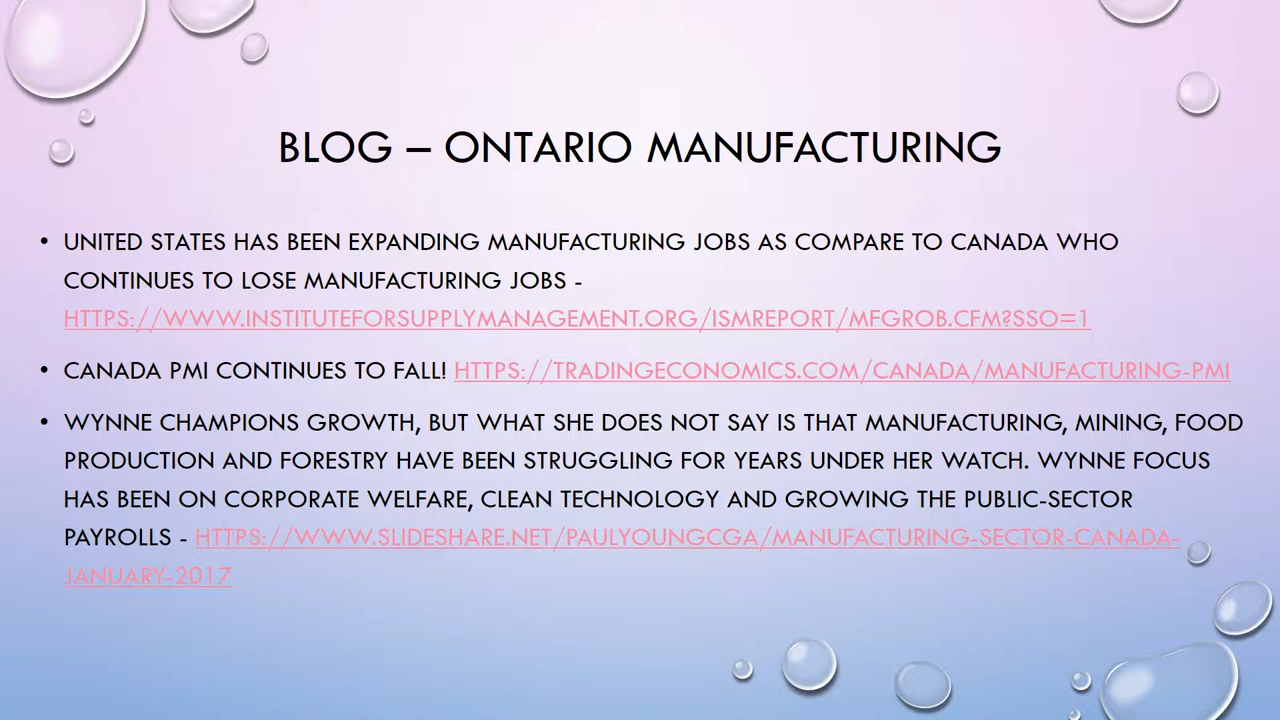 BLOG – ONTARIO MANUFACTURING
• UNITED STATES HAS BEEN EXPANDING MANUFACTURING JOBS AS COMPARE TO CANADA WHO
CONTINUES TO LOSE MANUFACTURING JOBS -
HTTPS://WWW.INSTITUTEFORSUPPLYMANAGEMENT.ORG/ISMREPORT/MFGROB.CFM?SSO=1
• CANADA PMI CONTINUES TO FALL! HTTPS://TRADINGECONOMICS.COM/CANADA/MANUFACTURING-PMI
• WYNNE CHAMPIONS GROWTH, BUT WHAT SHE DOES NOT SAY IS THAT MANUFACTURING, MINING, FOOD
PRODUCTION AND FORESTRY HAVE BEEN STRUGGLING FOR YEARS UNDER HER WATCH. WYNNE FOCUS
HAS BEEN ON CORPORATE WELFARE, CLEAN TECHNOLOGY AND GROWING THE PUBLIC-SECTOR
PAYROLLS - HTTPS://WWW.SLIDESHARE.NET/PAULYOUNGCGA/MANUFACTURING-SECTOR-CANADA-
JANUARY-2017